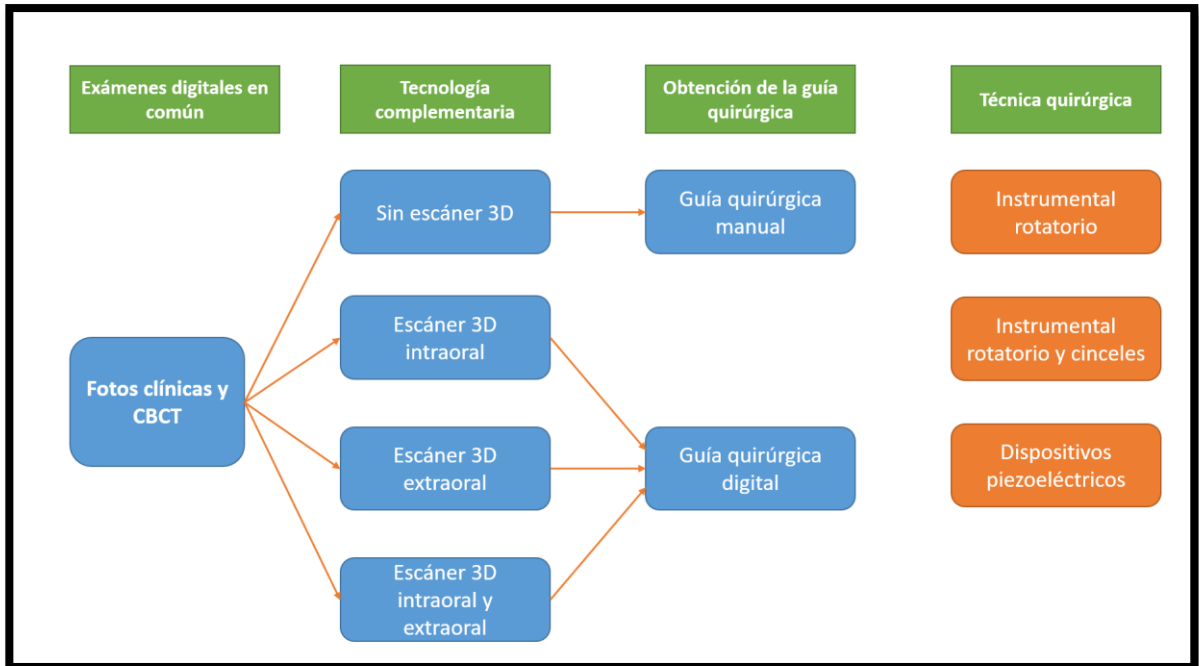 Exámenes digitales en
común
Tecnología
complementaria
Obtención de la guía
quirúrgica
Técnica quirúrgica
Fotos clínicas y
CBCT
Sin escáner 3D
Escáner 3D
intraoral
Escáner 3D
extraoral
Escáner 3D
intraoral y
extraoral
Guía quirúrgica
manual
Guía quirúrgica
digital
Instrumental
rotatorio
Instrumental
rotatorio y cinceles
Dispositivos
piezoeléctricos